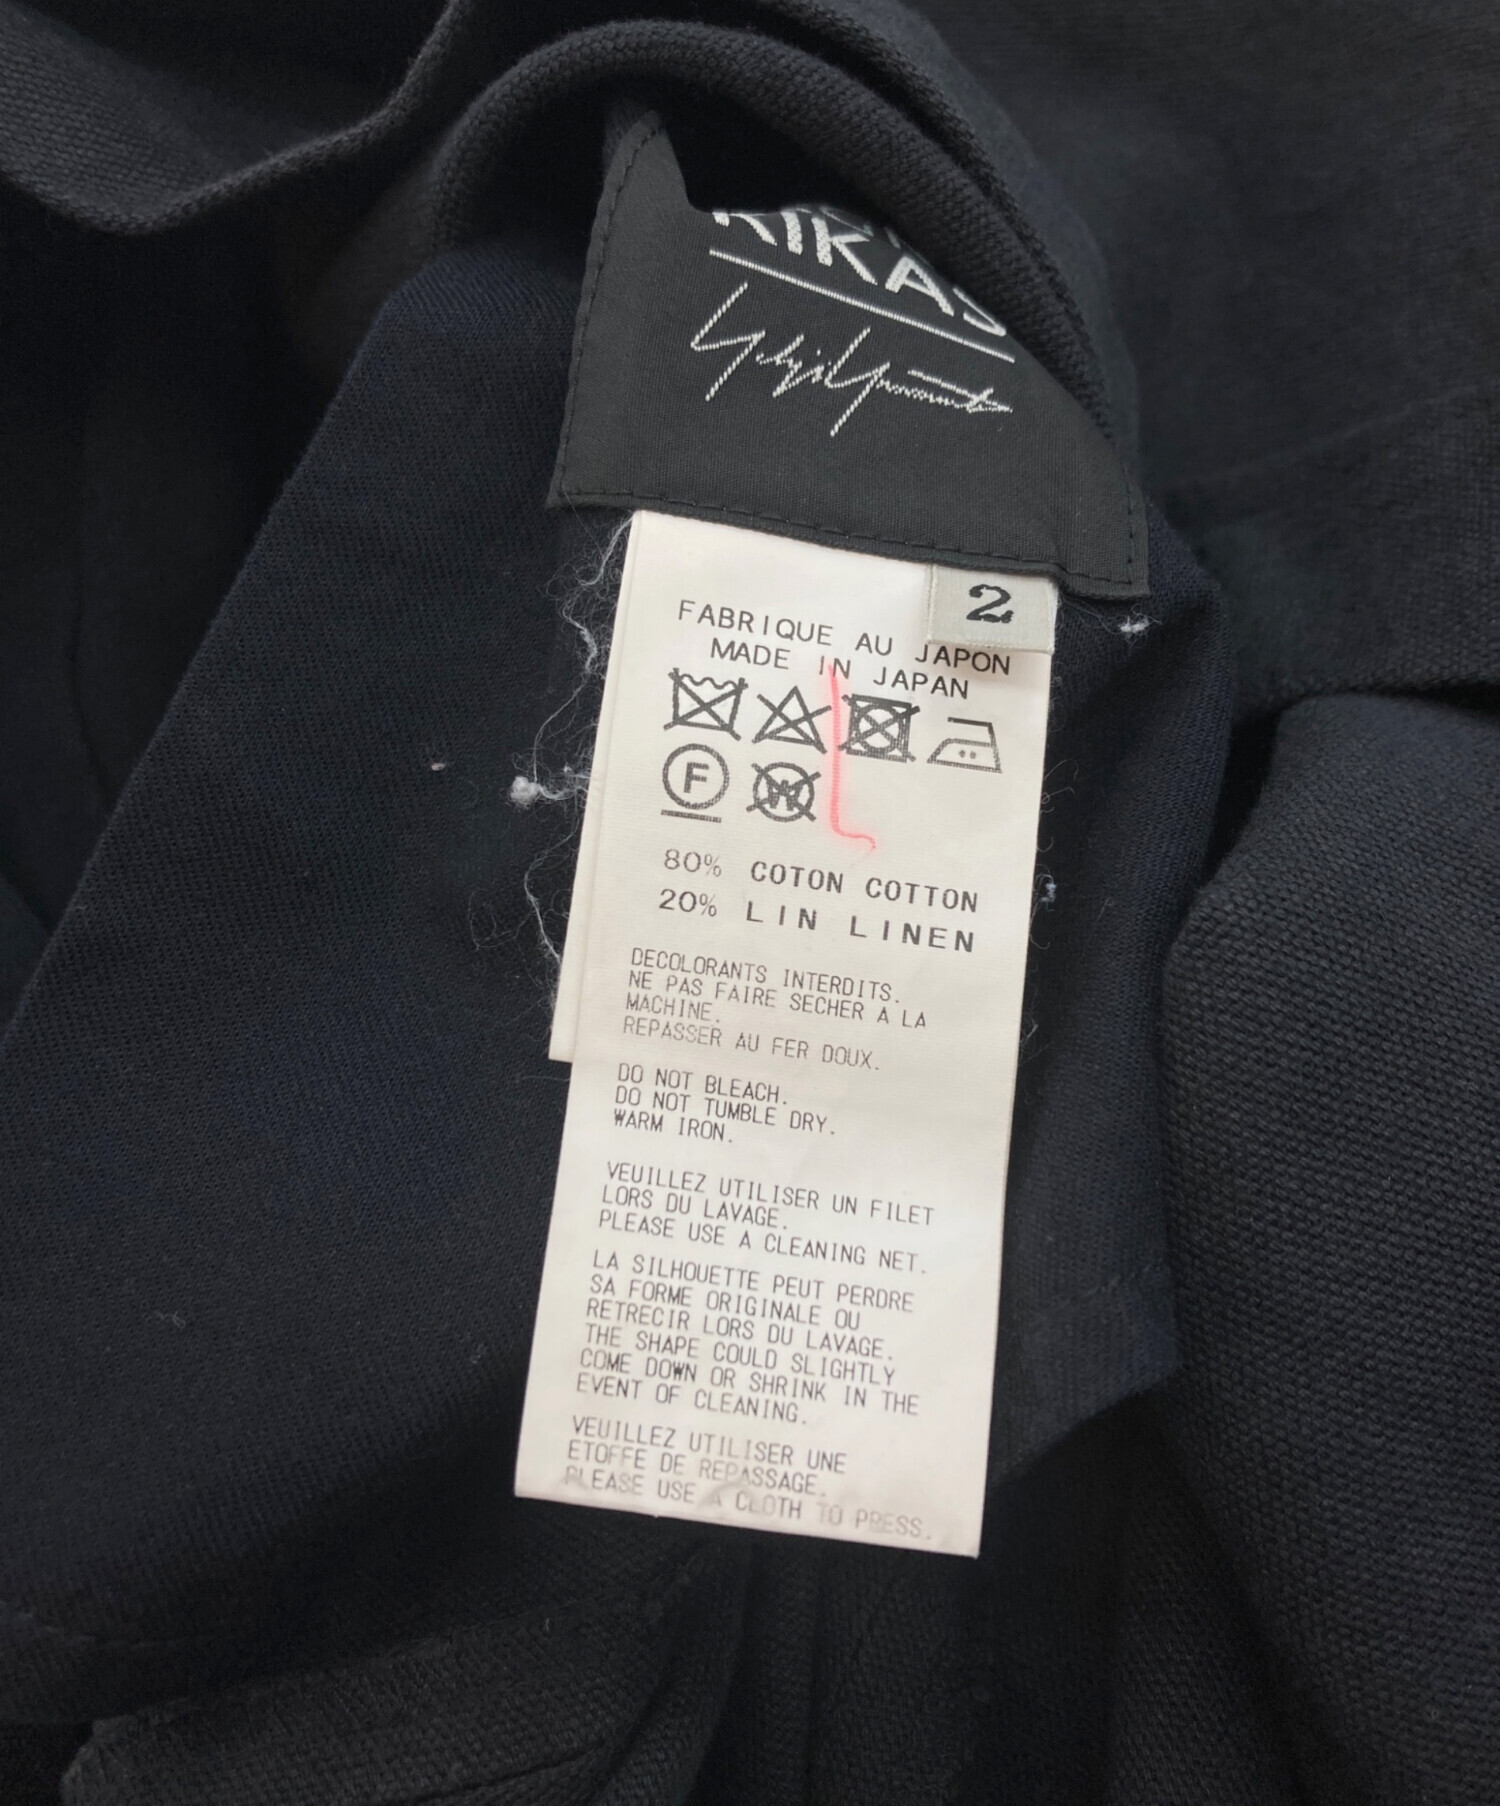 Yohji Yamamoto
2
FABRIQUE AU JAPON
MADE IN JAPAN
F
W
80% COTON COTTON
20% LIN LINEN
DECOLORANTS INTERDITS.
NE PAS FAIRE SECHER A LA
MACHINE.
REPASSER AU FER DOUX.
DO NOT BLEACH.
DO NOT TUMBLE DRY.
WARM IRON.
VEUILLEZ UTILISER UN FILET
LORS DU LAVAGE.
PLEASE USE A CLEANING NET.
LA SILHOUETTE PEUT PERDRE
SA FORME ORIGINALE OU
RETRECIR LORS DU LAVAGE.
THE SHAPE COULD SLIGHTLY
COME DOWN OR SHRINK IN THE
EVENT OF CLEANING.
VEUILLEZ UTILISER UNE
ETOFFE DE REPASSAGE.
PLEASE USE A CLOTH TO PRESS.